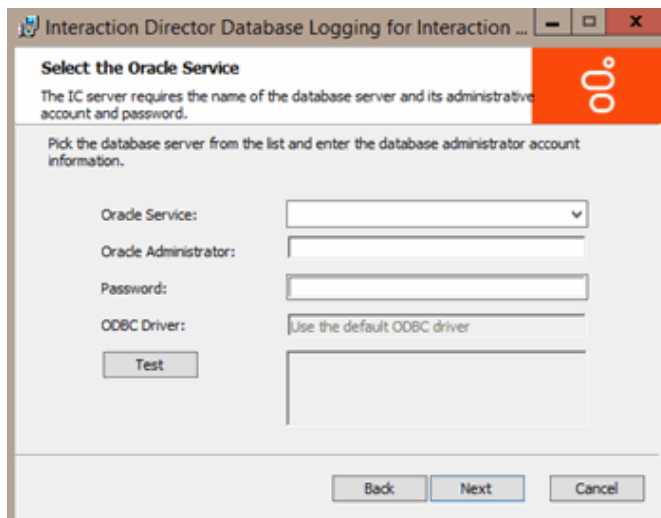 Interaction Director Database Logging for Interaction ...
Select the Oracle Service
The IC server requires the name of the database server and its administrative
account and password.
Pick the database server from the list and enter the database administrator account
information.
Oracle Service:
Oracle Administrator:
Password:
ODBC Driver: Use the default ODBC driver
Test
Back Next Cancel